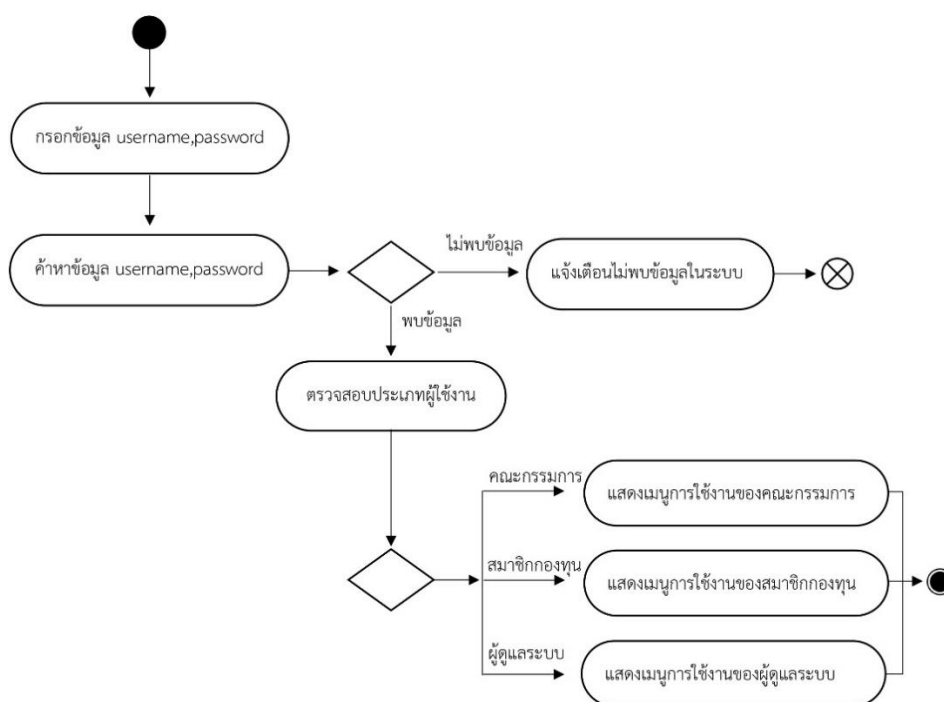 กรอกข้อมูล username,password
ค้าหาข้อมูล username,password
ไม่พบข้อมูล
แจ้งเตือนไม่พบข้อมูลในระบบ
พบข้อมูล
ตรวจสอบประเภทผู้ใช้งาน
คณะกรรมการ
แสดงเมนูการใช้งานของคณะกรรมการ
สมาชิกกองทุน
แสดงเมนูการใช้งานของสมาชิกกองทุน
ผู้ดูแลระบบ
แสดงเมนูการใช้งานของผู้ดูแลระบบ